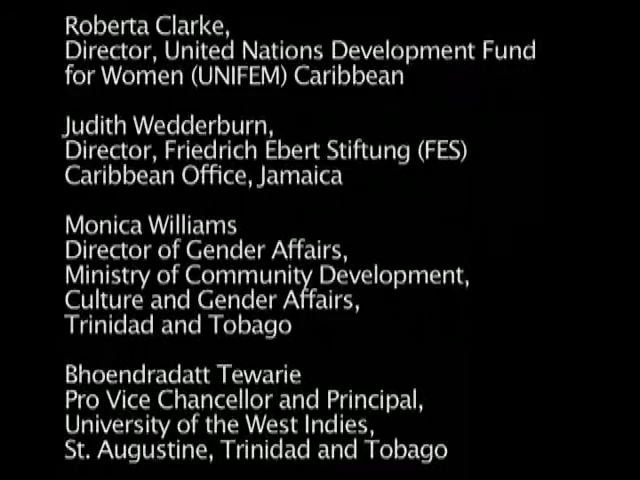 Roberta Clarke,
Director, United Nations Development Fund
for Women (UNIFEM) Caribbean
Judith Wedderburn,
Director, Friedrich Ebert Stiftung (FES)
Caribbean Office, Jamaica
Monica Williams
Director of Gender Affairs,
Ministry of Community Development,
Culture and Gender Affairs,
Trinidad and Tobago
Bhoendradatt Tewarie
Pro Vice Chancellor and Principal,
University of the West Indies,
St. Augustine, Trinidad and Tobago